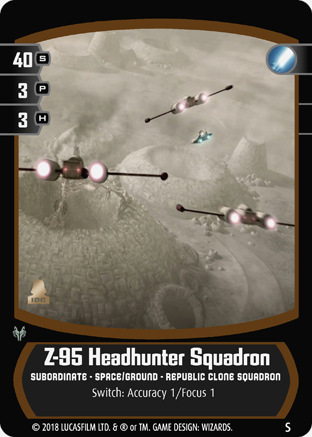 40 S
3 P
3 H
100
Z-95 Headhunter Squadron
SUBORDINATE - SPACE/GROUND - REPUBLIC CLONE SQUADRON
Switch: Accuracy 1/Focus 1
© 2018 LUCASFILM LTD. & ® or TM. GAME DESIGN: WIZARDS. S